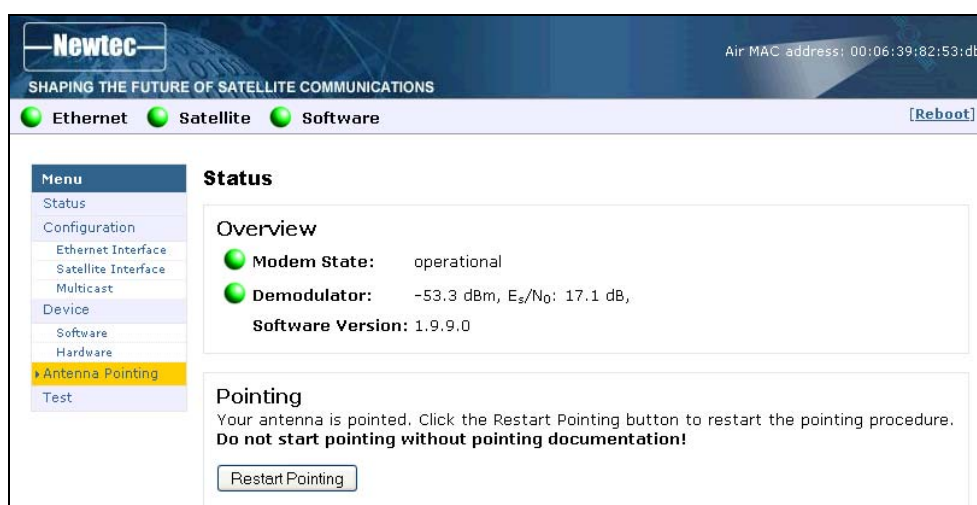 Newtec
Air MAC address: 00:06:39:82:53:db
SHAPING THE FUTURE OF SATELLITE COMMUNICATIONS
Ethernet Satellite Software [Reboot]
Menu
Status
Configuration
Ethernet Interface
Satellite Interface
Multicast
Device
Software
Hardware
Antenna Pointing
Test
Status
Overview
Modem State: operational
Demodulator: -53.3 dBm, Es/N0: 17.1 dB,
Software Version: 1.9.9.0
Pointing
Your antenna is pointed. Click the Restart Pointing button to restart the pointing procedure.
Do not start pointing without pointing documentation!
Restart Pointing